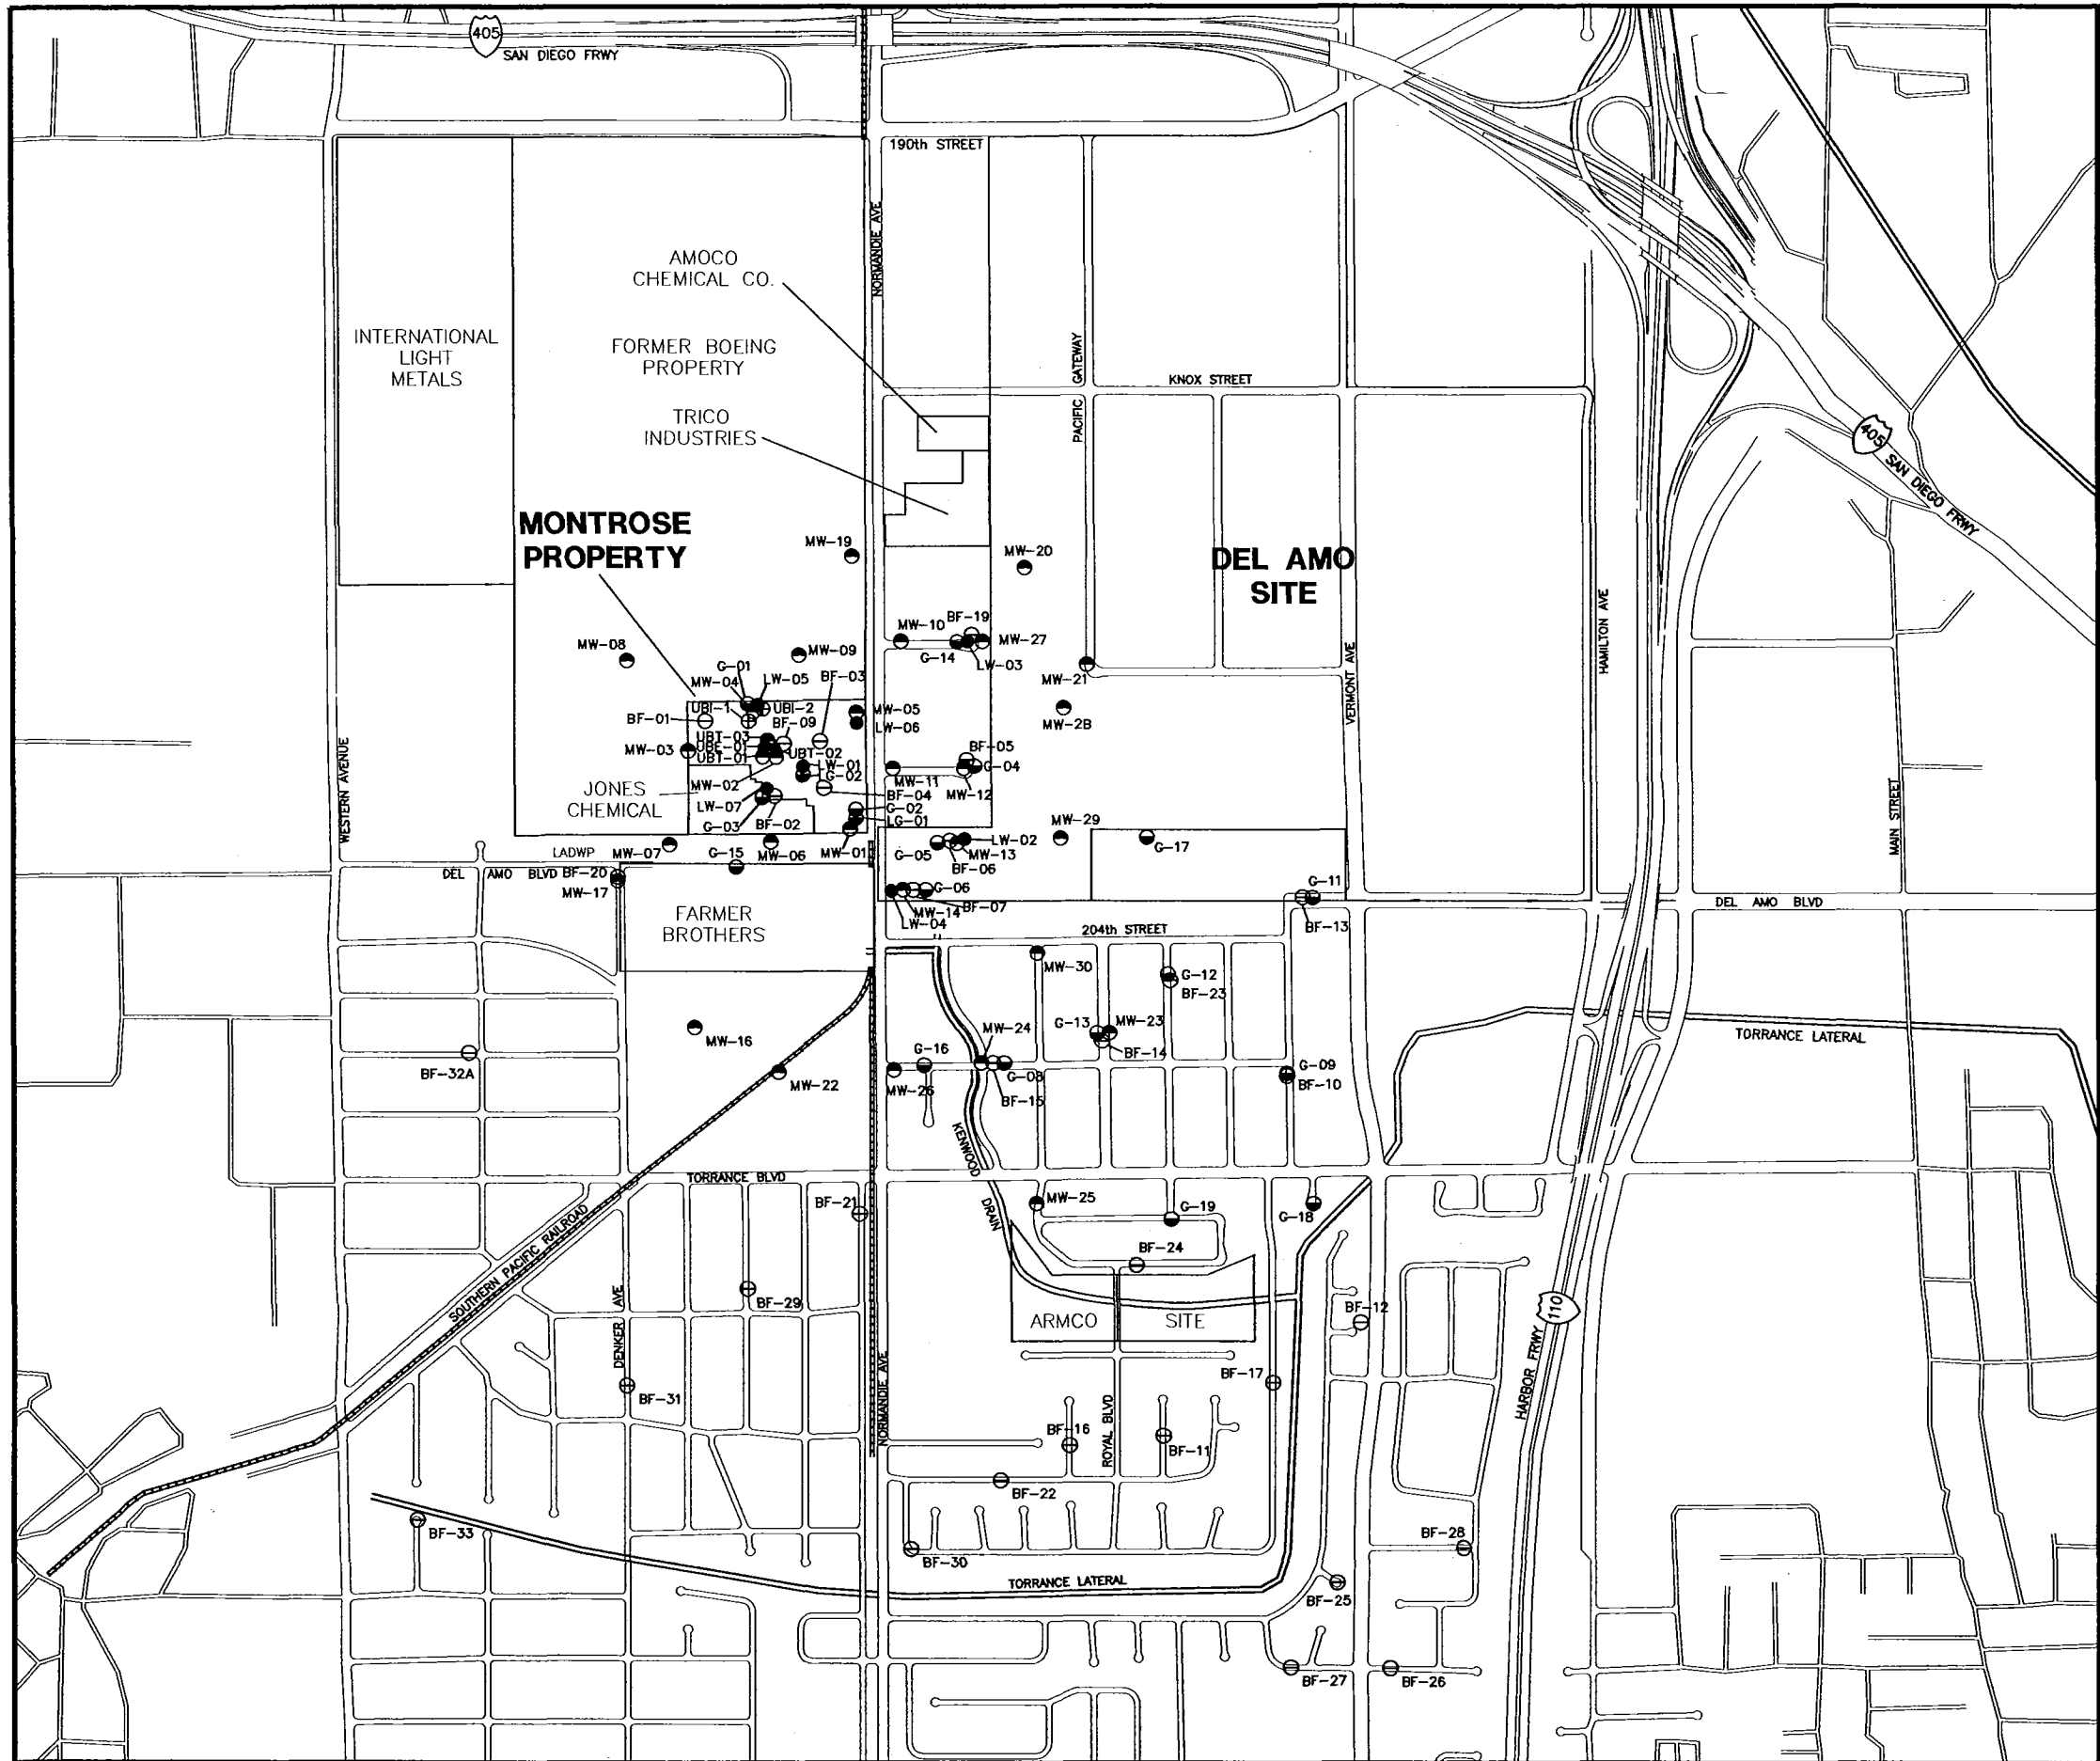 405
SAN DIEGO FRWY
190th STREET
NORMANDIE AVE
AMOCO
CHEMICAL CO.
INTERNATIONAL
LIGHT
METALS
FORMER BOEING
PROPERTY
PACIFIC GATEWAY
KNOX STREET
TRICO
INDUSTRIES
405
SAN DIEGO FRWY
MONTROSE
PROPERTY
MW-19
MW-20
DEL AMO
SITE
HAMILTON AVE
VERMONT AVE
MW-10
BF-19
MW-27
G-14
LW-03
MW-08
MW-09
G-01
MW-04
LW-05
BF-03
MW-21
UBI-1
UBI-2
MW-05
BF-01
BF-09
LW-06
MW-2B
UBT-03
MW-03
UBE-01
UBT-02
UBT-01
BF-05
LW-01
G-04
G-02
MW-11
MW-12
JONES
CHEMICAL
MW-02
BF-04
LW-07
G-02
LG-01
G-03
BF-02
WESTERN AVENUE
MAIN STREET
MW-29
LADWP
MW-07
G-15
MW-06
MW-01
G-05
LW-02
MW-13
BF-06
G-17
DEL AMO BLVD
BF-20
MW-17
G-06
BF-07
MW-14
LW-04
G-11
BF-13
DEL AMO BLVD
FARMER
BROTHERS
204th STREET
MW-30
G-12
BF-23
MW-16
MW-24
G-13
MW-23
BF-14
TORRANCE LATERAL
BF-32A
G-16
MW-22
MW-26
G-08
BF-15
G-09
BF-10
KENWOOD DRAIN
TORRANCE BLVD
BF-21
MW-25
G-19
G-18
SOUTHERN PACIFIC RAILROAD
BF-24
BF-29
DENKER AVE
ARMCO SITE
BF-12
110
HARBOR FRWY
BF-31
NORMANDIE AVE
BF-17
BF-16
ROYAL BLVD
BF-11
BF-22
BF-33
BF-30
BF-28
TORRANCE LATERAL
BF-25
BF-27
BF-26